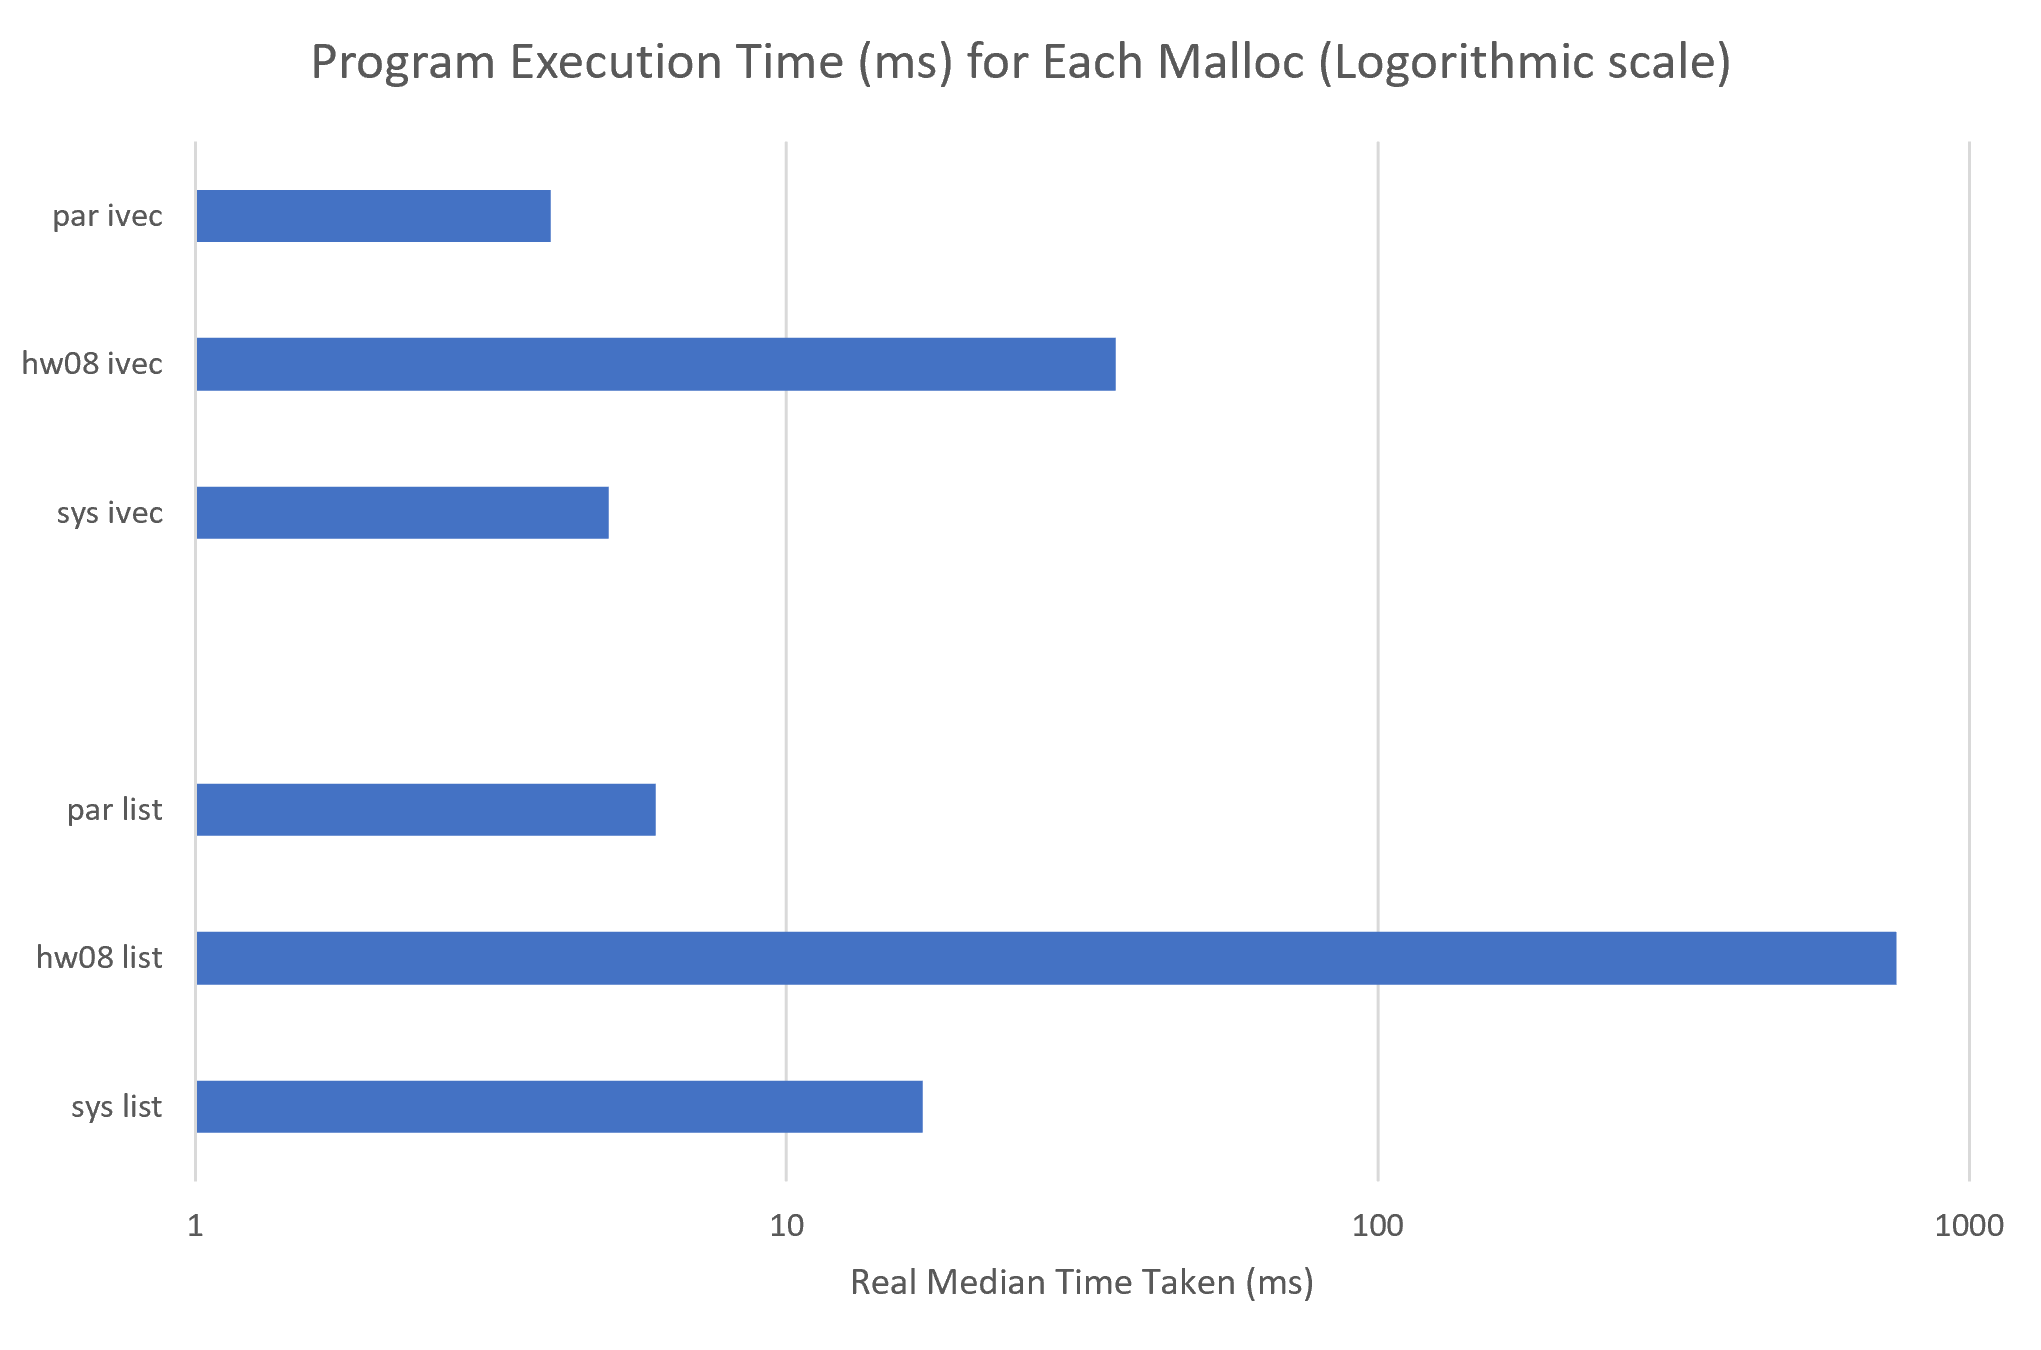 Program Execution Time (ms) for Each Malloc (Logorithmic scale)
par ivec
hw08 ivec
sys ivec
par list
hw08 list
sys list
1 10 100 1000
Real Median Time Taken (ms)